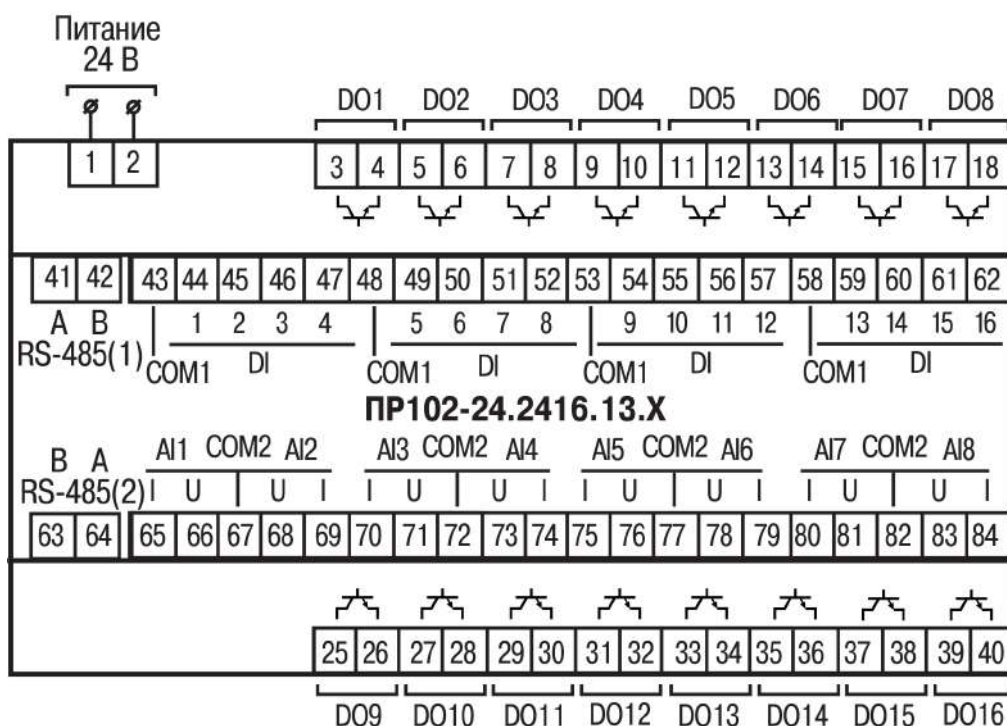 Питание
24 В
DO1 DO2 DO3 DO4 DO5 DO6 DO7 DO8
1 2 3 4 5 6 7 8 9 10 11 12 13 14 15 16 17 18
41 42 43 44 45 46 47 48 49 50 51 52 53 54 55 56 57 58 59 60 61 62
A B 1 2 3 4 5 6 7 8 9 10 11 12 13 14 15 16
RS-485(1) COM1 DI COM1 DI COM1 DI COM1 DI
ПР102-24.2416.13.X
B A AI1 COM2 AI2 AI3 COM2 AI4 AI5 COM2 AI6 AI7 COM2 AI8
RS-485(2) I U U I I U U I I U U I I U U I
63 64 65 66 67 68 69 70 71 72 73 74 75 76 77 78 79 80 81 82 83 84
25 26 27 28 29 30 31 32 33 34 35 36 37 38 39 40
DO9 DO10 DO11 DO12 DO13 DO14 DO15 DO16